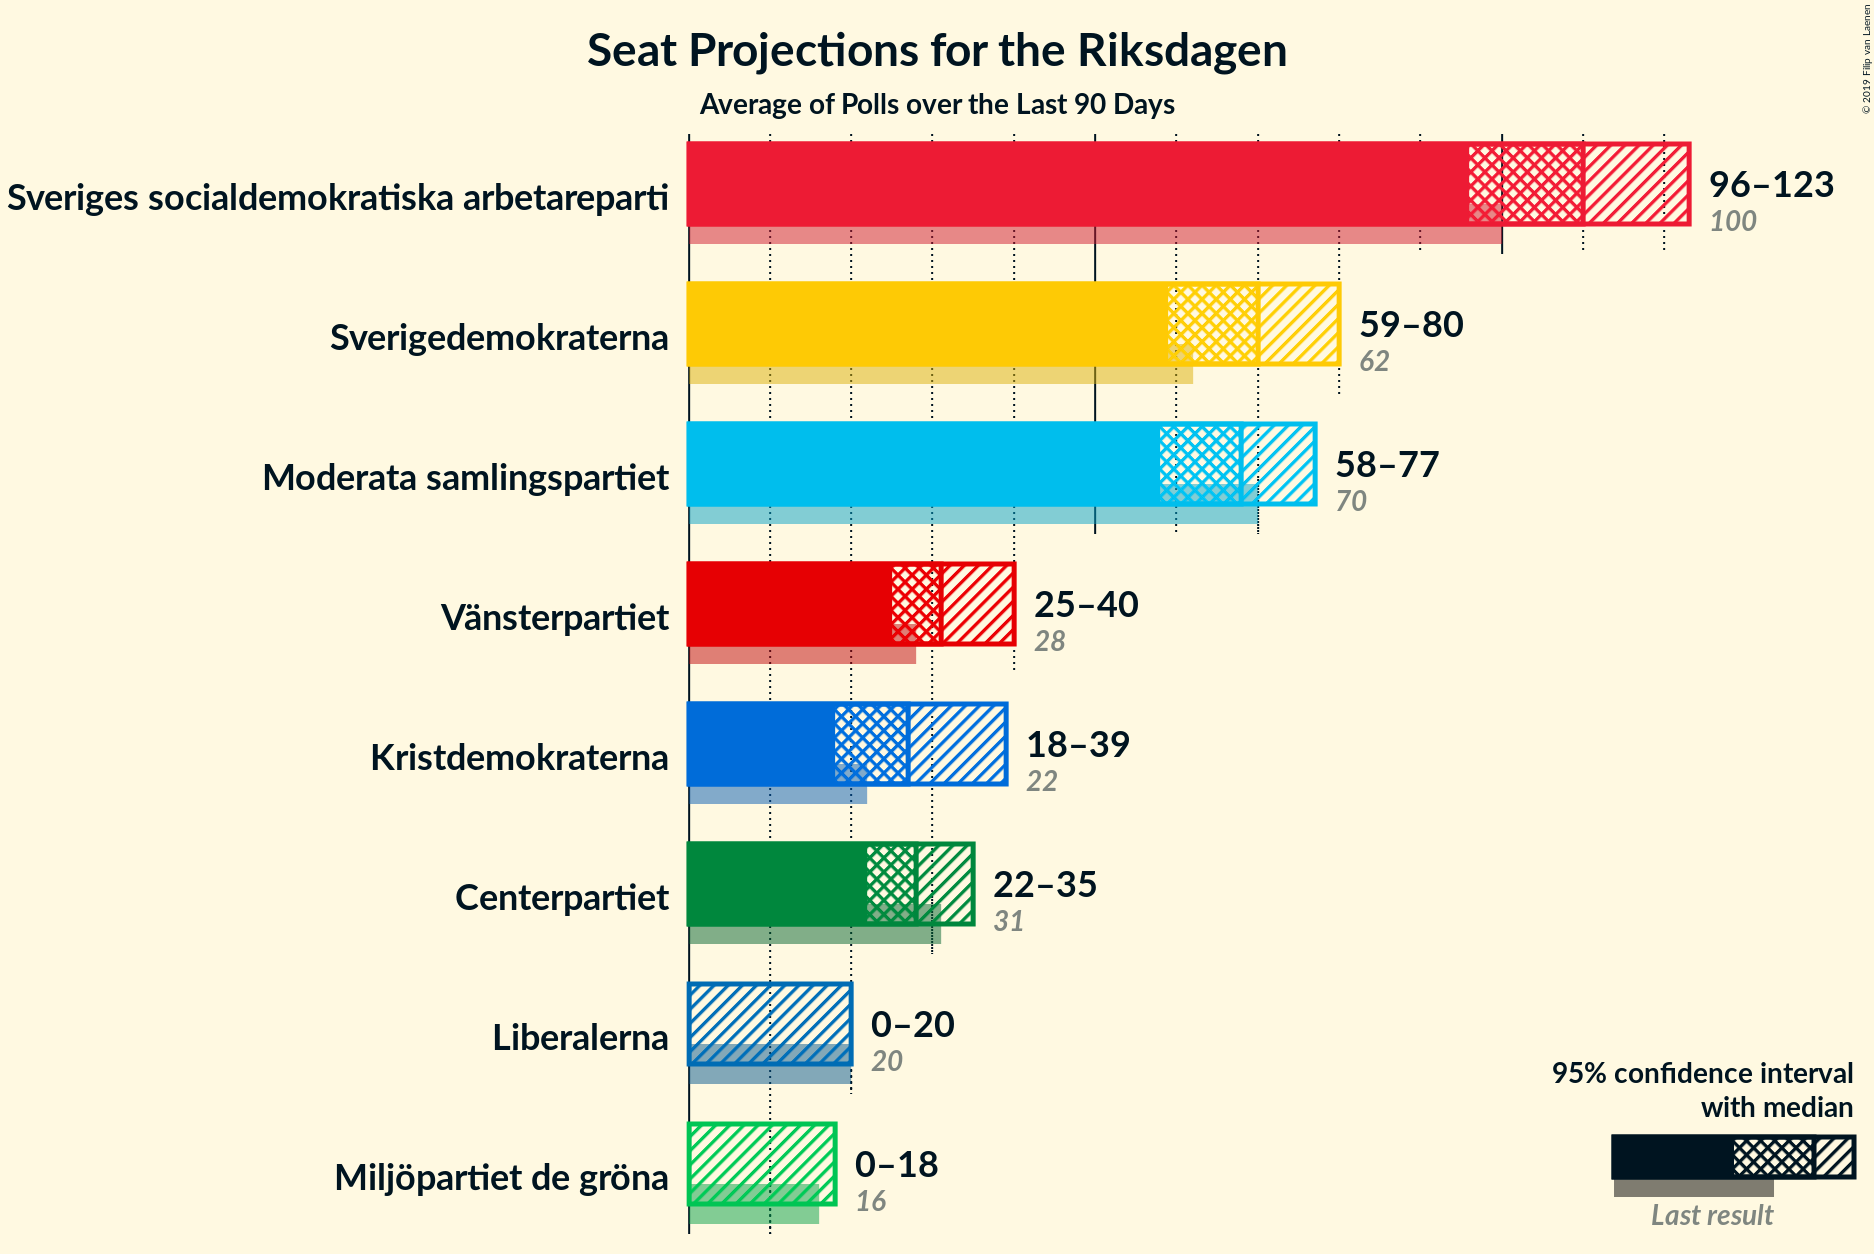 Seat Projections for the Riksdagen
Average of Polls over the Last 90 Days
© 2019 Filip van Laenen
Sveriges socialdemokratiska arbetareparti
96–123
100
Sverigedemokraterna
59–80
62
Moderata samlingspartiet
58–77
70
Vänsterpartiet
25–40
28
Kristdemokraterna
18–39
22
Centerpartiet
22–35
31
Liberalerna
0–20
20
Miljöpartiet de gröna
0–18
16
95% confidence interval
with median
Last result